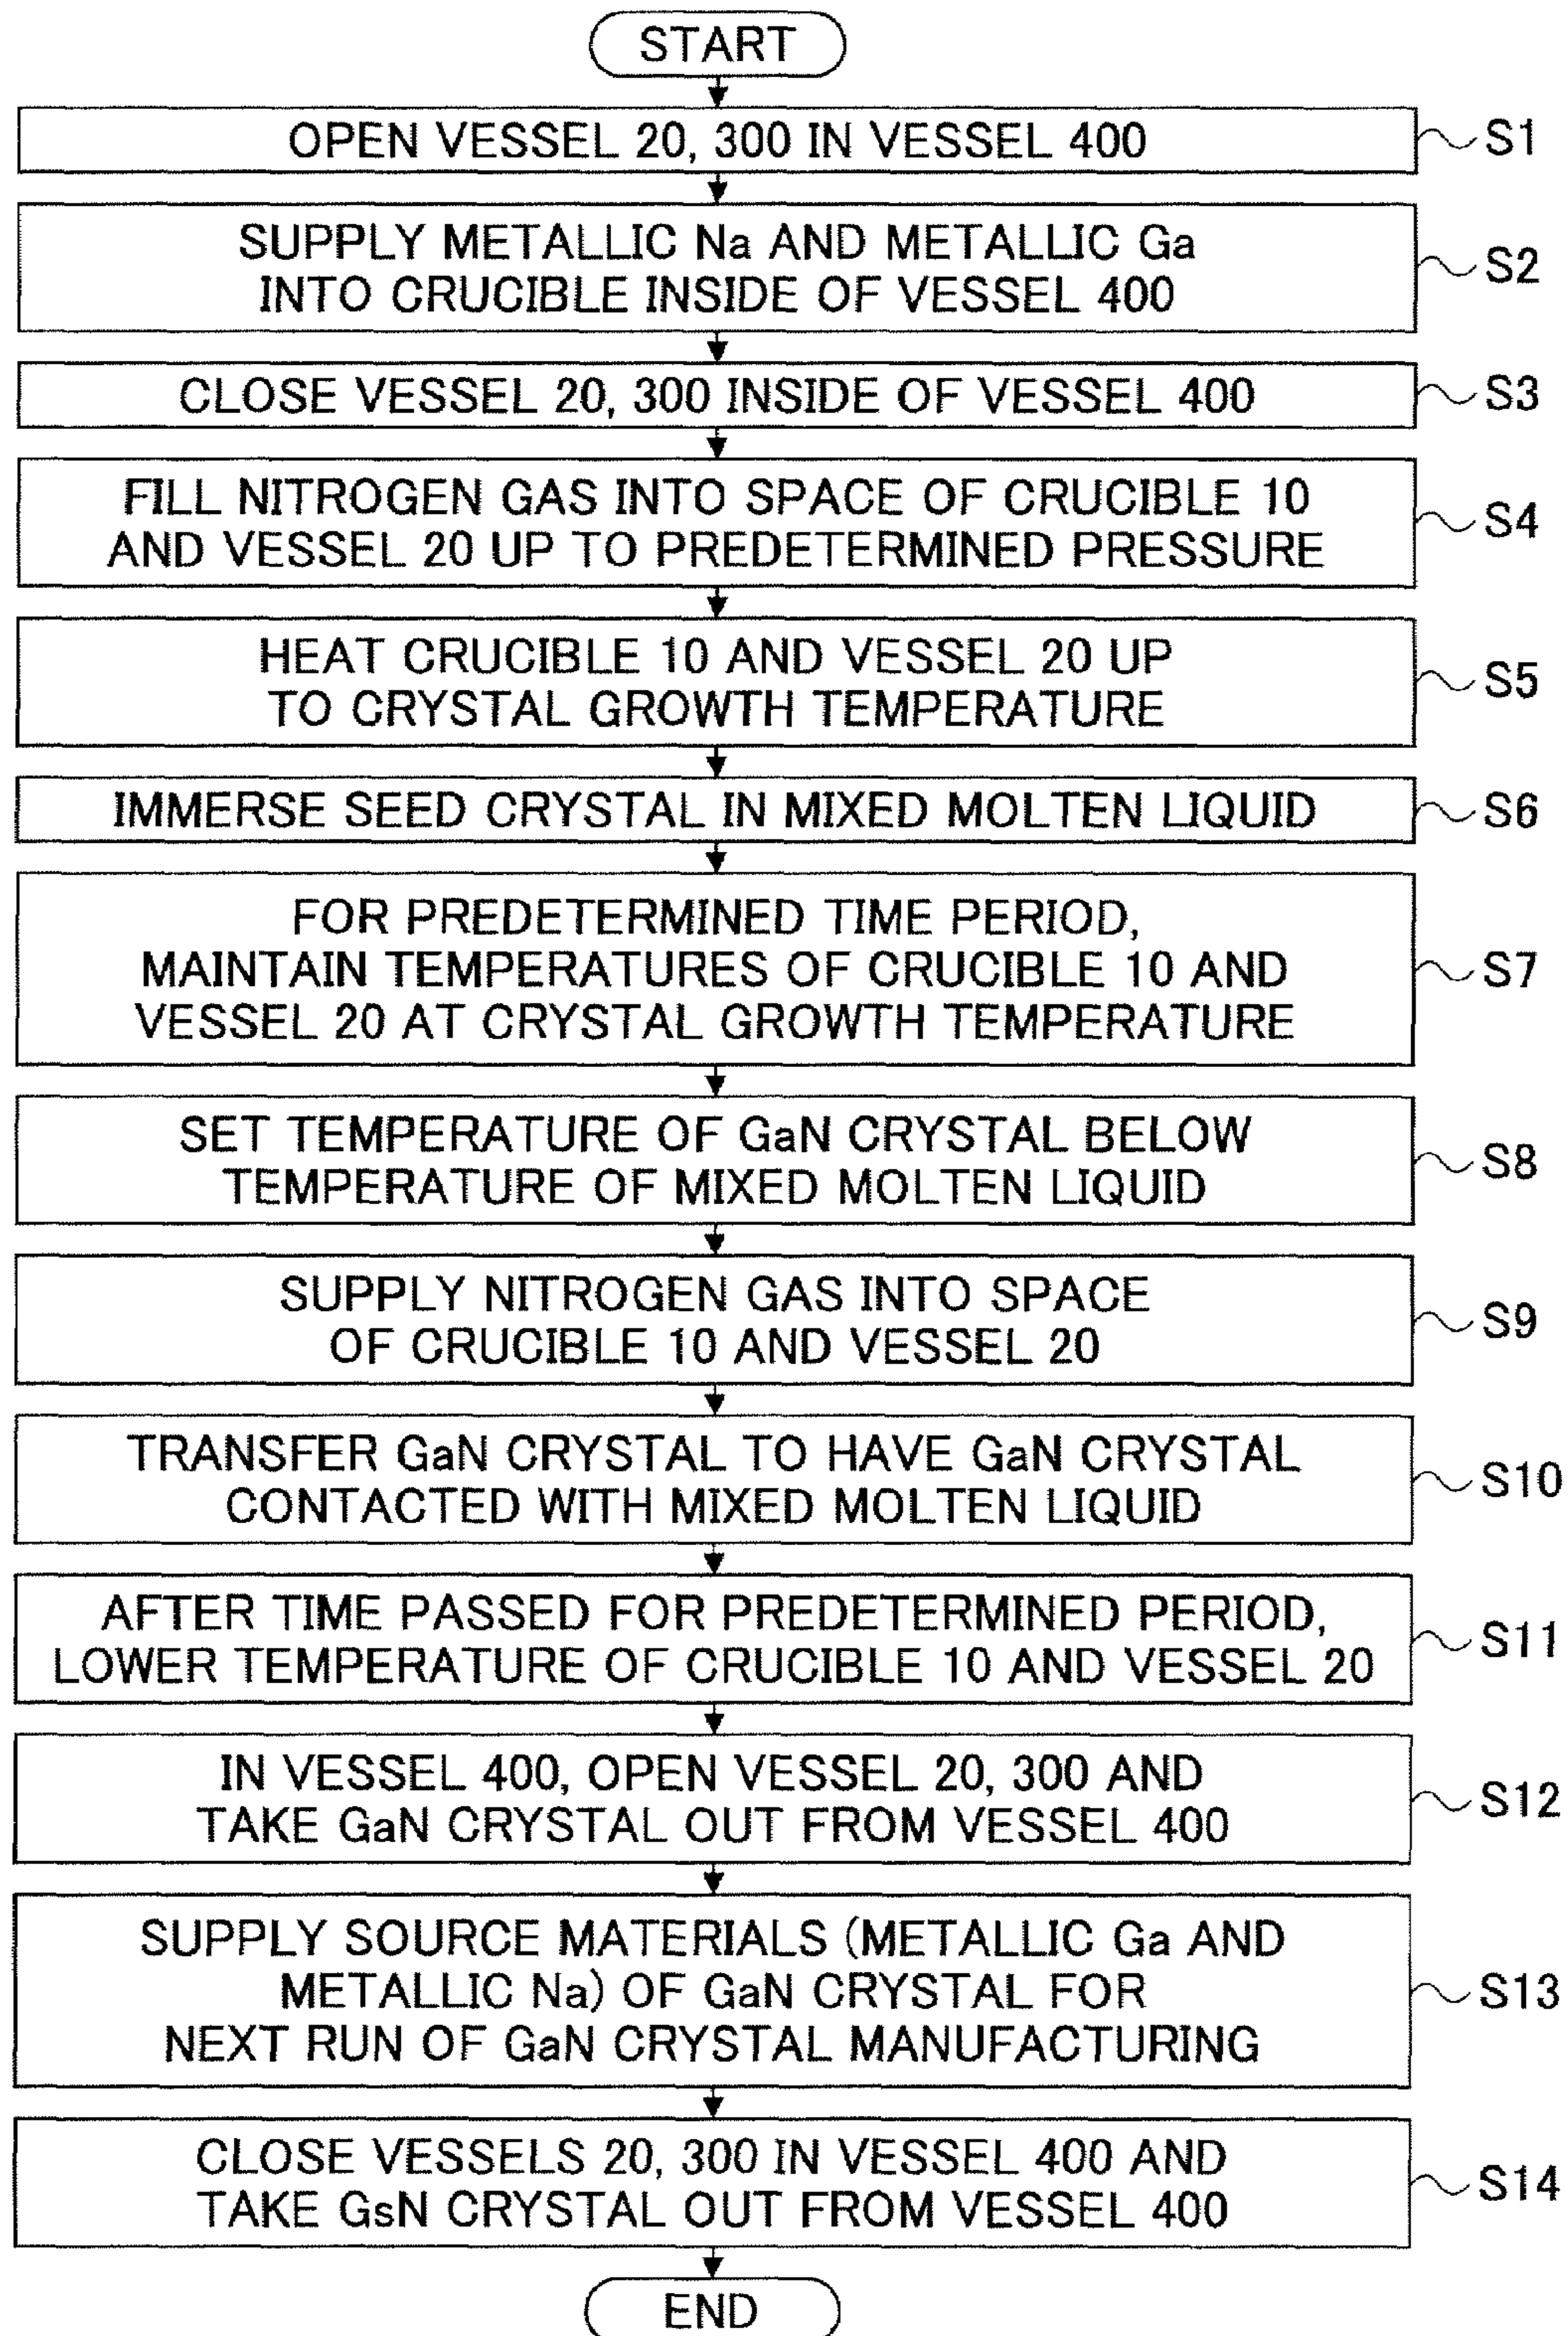 START
OPEN VESSEL 20, 300 IN VESSEL 400
S1
SUPPLY METALLIC Na AND METALLIC Ga
INTO CRUCIBLE INSIDE OF VESSEL 400
S2
CLOSE VESSEL 20, 300 INSIDE OF VESSEL 400
S3
FILL NITROGEN GAS INTO SPACE OF CRUCIBLE 10
AND VESSEL 20 UP TO PREDETERMINED PRESSURE
S4
HEAT CRUCIBLE 10 AND VESSEL 20 UP
TO CRYSTAL GROWTH TEMPERATURE
S5
IMMERSE SEED CRYSTAL IN MIXED MOLTEN LIQUID
S6
FOR PREDETERMINED TIME PERIOD,
MAINTAIN TEMPERATURES OF CRUCIBLE 10 AND
VESSEL 20 AT CRYSTAL GROWTH TEMPERATURE
S7
SET TEMPERATURE OF GaN CRYSTAL BELOW
TEMPERATURE OF MIXED MOLTEN LIQUID
S8
SUPPLY NITROGEN GAS INTO SPACE
OF CRUCIBLE 10 AND VESSEL 20
S9
TRANSFER GaN CRYSTAL TO HAVE GaN CRYSTAL
CONTACTED WITH MIXED MOLTEN LIQUID
S10
AFTER TIME PASSED FOR PREDETERMINED PERIOD,
LOWER TEMPERATURE OF CRUCIBLE 10 AND VESSEL 20
S11
IN VESSEL 400, OPEN VESSEL 20, 300 AND
TAKE GaN CRYSTAL OUT FROM VESSEL 400
S12
SUPPLY SOURCE MATERIALS (METALLIC Ga AND
METALLIC Na) OF GaN CRYSTAL FOR
NEXT RUN OF GaN CRYSTAL MANUFACTURING
S13
CLOSE VESSELS 20, 300 IN VESSEL 400 AND
TAKE GsN CRYSTAL OUT FROM VESSEL 400
S14
END